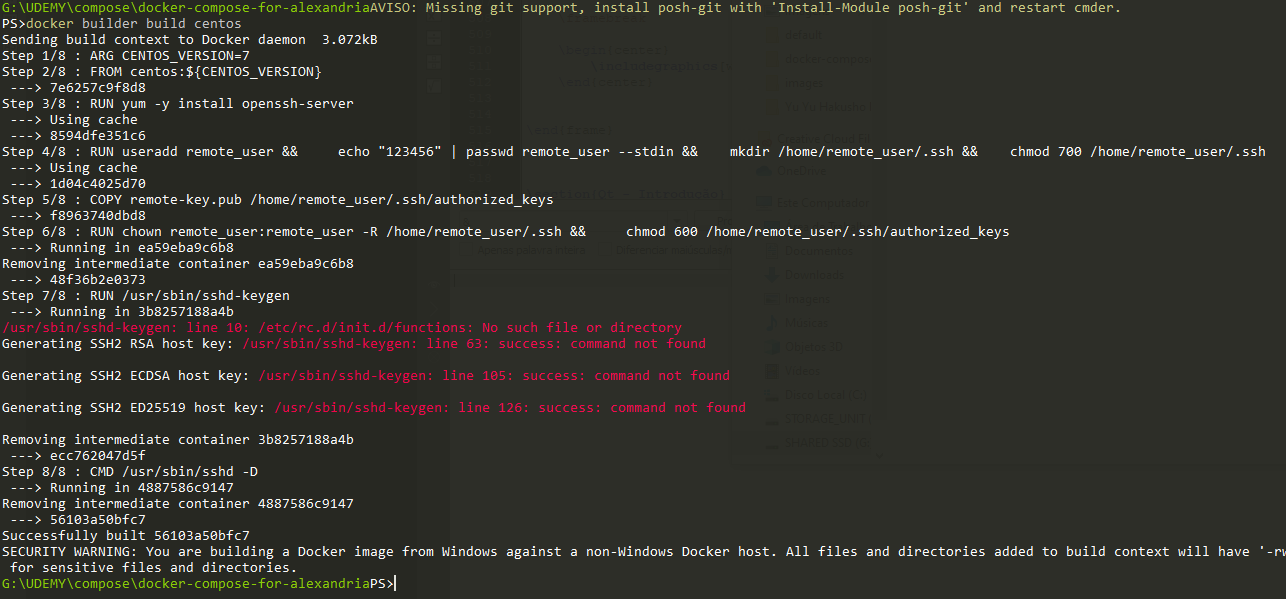 G:\UDEMY\compose\docker-compose-for-alexandriaAVISO: Missing git support, install posh-git with 'Install-Module posh-git' and restart cmder.
PS>docker builder build centos
Sending build context to Docker daemon  3.072kB
Step 1/8 : ARG CENTOS_VERSION=7
Step 2/8 : FROM centos:${CENTOS_VERSION}
 ---> 7e6257c9f8d8
Step 3/8 : RUN yum -y install openssh-server
 ---> Using cache
 ---> 8594dfe351c6
Step 4/8 : RUN useradd remote_user &&     echo "123456" | passwd remote_user --stdin &&    mkdir /home/remote_user/.ssh &&    chmod 700 /home/remote_user/.ssh
 ---> Using cache
 ---> 1d04c4025d70
Step 5/8 : COPY remote-key.pub /home/remote_user/.ssh/authorized_keys
 ---> f8963740dbd8
Step 6/8 : RUN chown remote_user:remote_user -R /home/remote_user/.ssh &&     chmod 600 /home/remote_user/.ssh/authorized_keys
 ---> Running in ea59eba9c6b8
Removing intermediate container ea59eba9c6b8
 ---> 48f36b2e0373
Step 7/8 : RUN /usr/sbin/sshd-keygen
 ---> Running in 3b8257188a4b
/usr/sbin/sshd-keygen: line 10: /etc/rc.d/init.d/functions: No such file or directory
Generating SSH2 RSA host key: /usr/sbin/sshd-keygen: line 63: success: command not found
Generating SSH2 ECDSA host key: /usr/sbin/sshd-keygen: line 105: success: command not found
Generating SSH2 ED25519 host key: /usr/sbin/sshd-keygen: line 126: success: command not found
Removing intermediate container 3b8257188a4b
 ---> ecc762047d5f
Step 8/8 : CMD /usr/sbin/sshd -D
 ---> Running in 4887586c9147
Removing intermediate container 4887586c9147
 ---> 56103a50bfc7
Successfully built 56103a50bfc7
SECURITY WARNING: You are building a Docker image from Windows against a non-Windows Docker host. All files and directories added to build context will have '-rw
 for sensitive files and directories.
G:\UDEMY\compose\docker-compose-for-alexandriaPS>